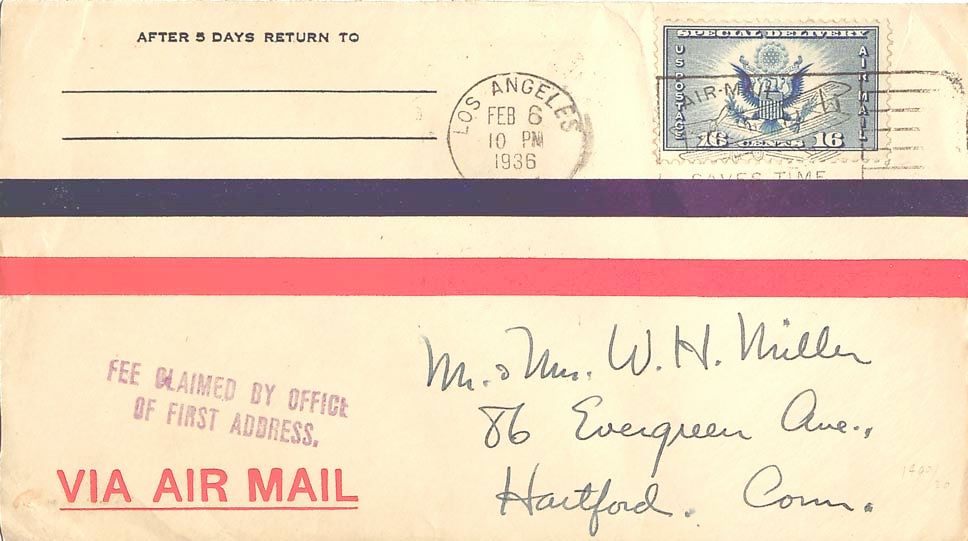 AFTER 5 DAYS RETURN TO
LOS ANGELES
FEB 6
10 PM
1936
SPECIAL DELIVERY
U S POSTAGE
AIR MAIL
16 CENTS 16
AIR-MAIL
SAVES TIME
Mr. & Mrs. W. H. Miller
86 Evergreen Ave.,
Hartford. Conn.
FEE CLAIMED BY OFFICE
OF FIRST ADDRESS.
VIA AIR MAIL